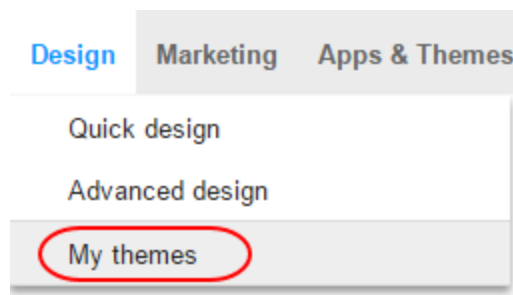 Design Marketing Apps & Themes
Quick design
Advanced design
My themes